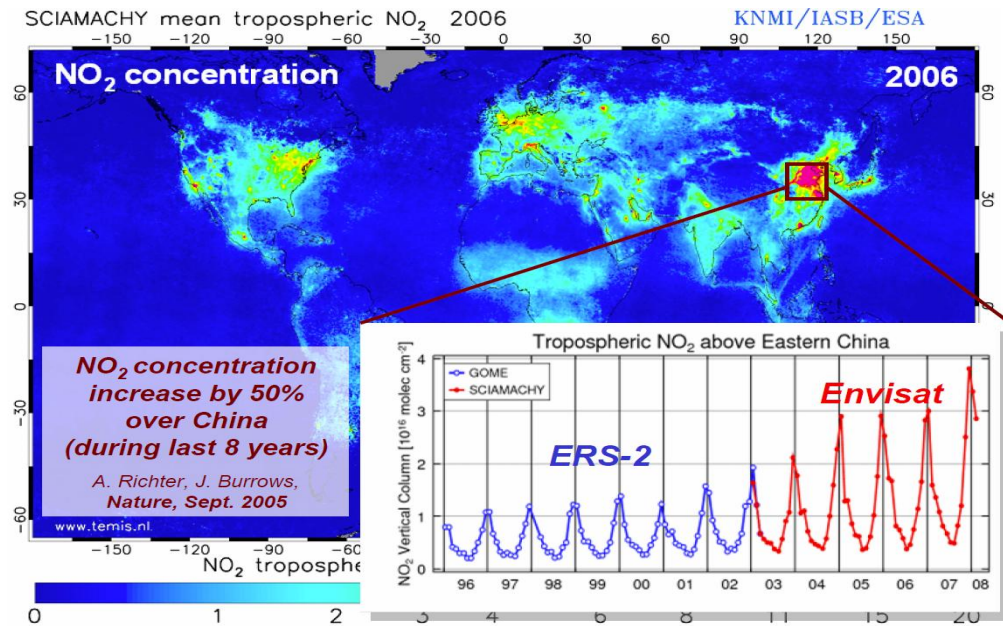 SCIAMACHY mean tropospheric NO₂ 2006
KNMI/IASB/ESA
−150 −120 −90 −60 −30 0 30 60 90 120 150
NO₂ concentration
2006
60
30
0
−30
−60
60
30
NO₂ concentration
increase by 50%
over China
(during last 8 years)
A. Richter, J. Burrows,
Nature, Sept. 2005
www.temis.nl
−150 −120 −90 −60
NO₂ troposphe
0 1 2 3 4 6 8 11 15 20
Tropospheric NO₂ above Eastern China
GOME
SCIAMACHY
ERS-2
Envisat
NO₂ Vertical Column [10¹⁶ molec cm⁻²]
4
3
2
1
0
96 97 98 99 00 01 02 03 04 05 06 07 08